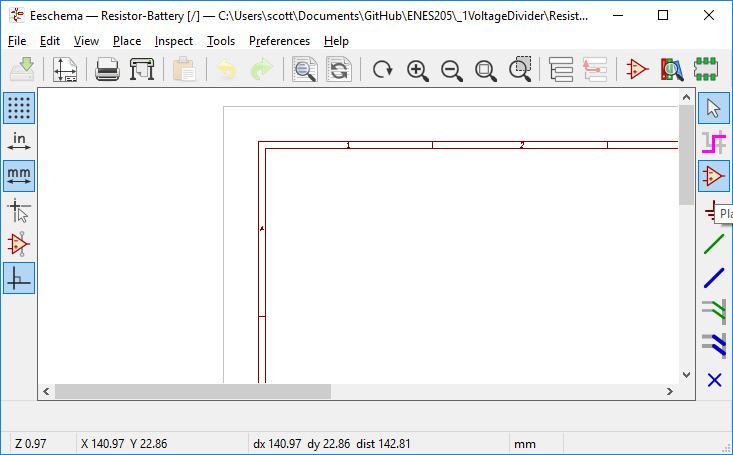 Eeschema — Resistor-Battery [/] — C:\Users\scott\Documents\GitHub\ENES205\_1VoltageDivider\Resist...
File Edit View Place Inspect Tools Preferences Help
in
mm
1 2
A
Pla
Z 0.97 X 140.97 Y 22.86 dx 140.97 dy 22.86 dist 142.81 mm